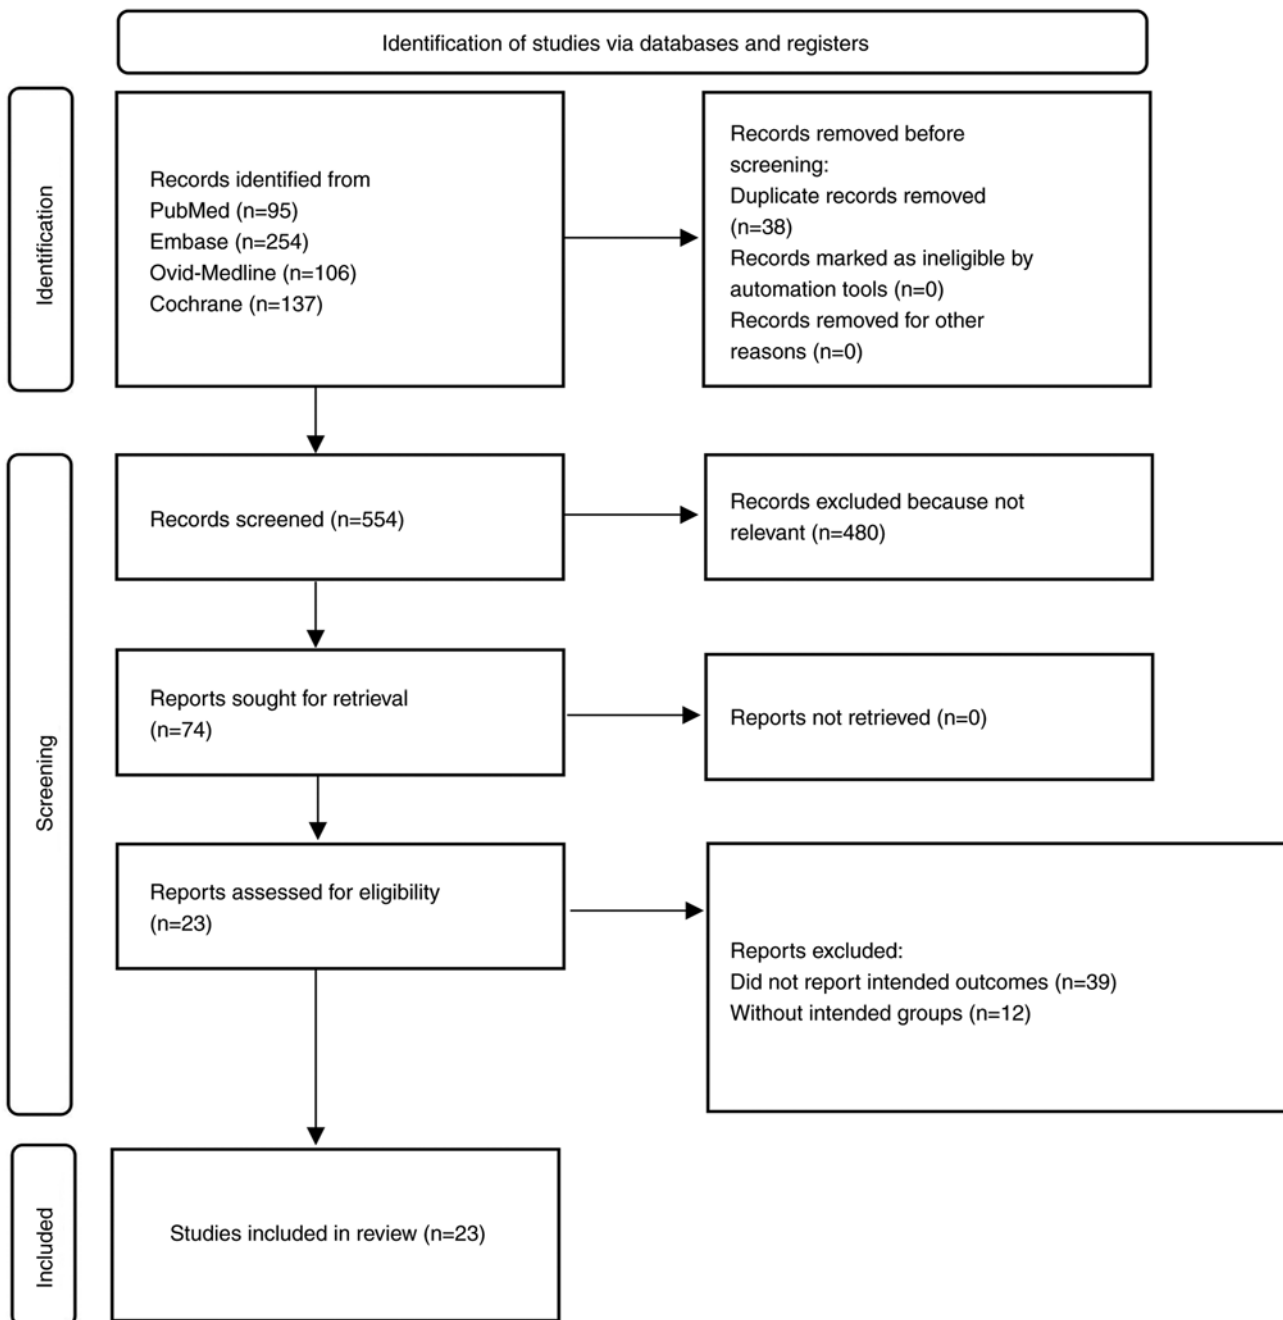 Identification of studies via databases and registers
Identification
Records identified from
PubMed (n=95)
Embase (n=254)
Ovid-Medline (n=106)
Cochrane (n=137)
Records removed before
screening:
Duplicate records removed
(n=38)
Records marked as ineligible by
automation tools (n=0)
Records removed for other
reasons (n=0)
Screening
Records screened (n=554)
Records excluded because not
relevant (n=480)
Reports sought for retrieval
(n=74)
Reports not retrieved (n=0)
Reports assessed for eligibility
(n=23)
Reports excluded:
Did not report intended outcomes (n=39)
Without intended groups (n=12)
Included
Studies included in review (n=23)